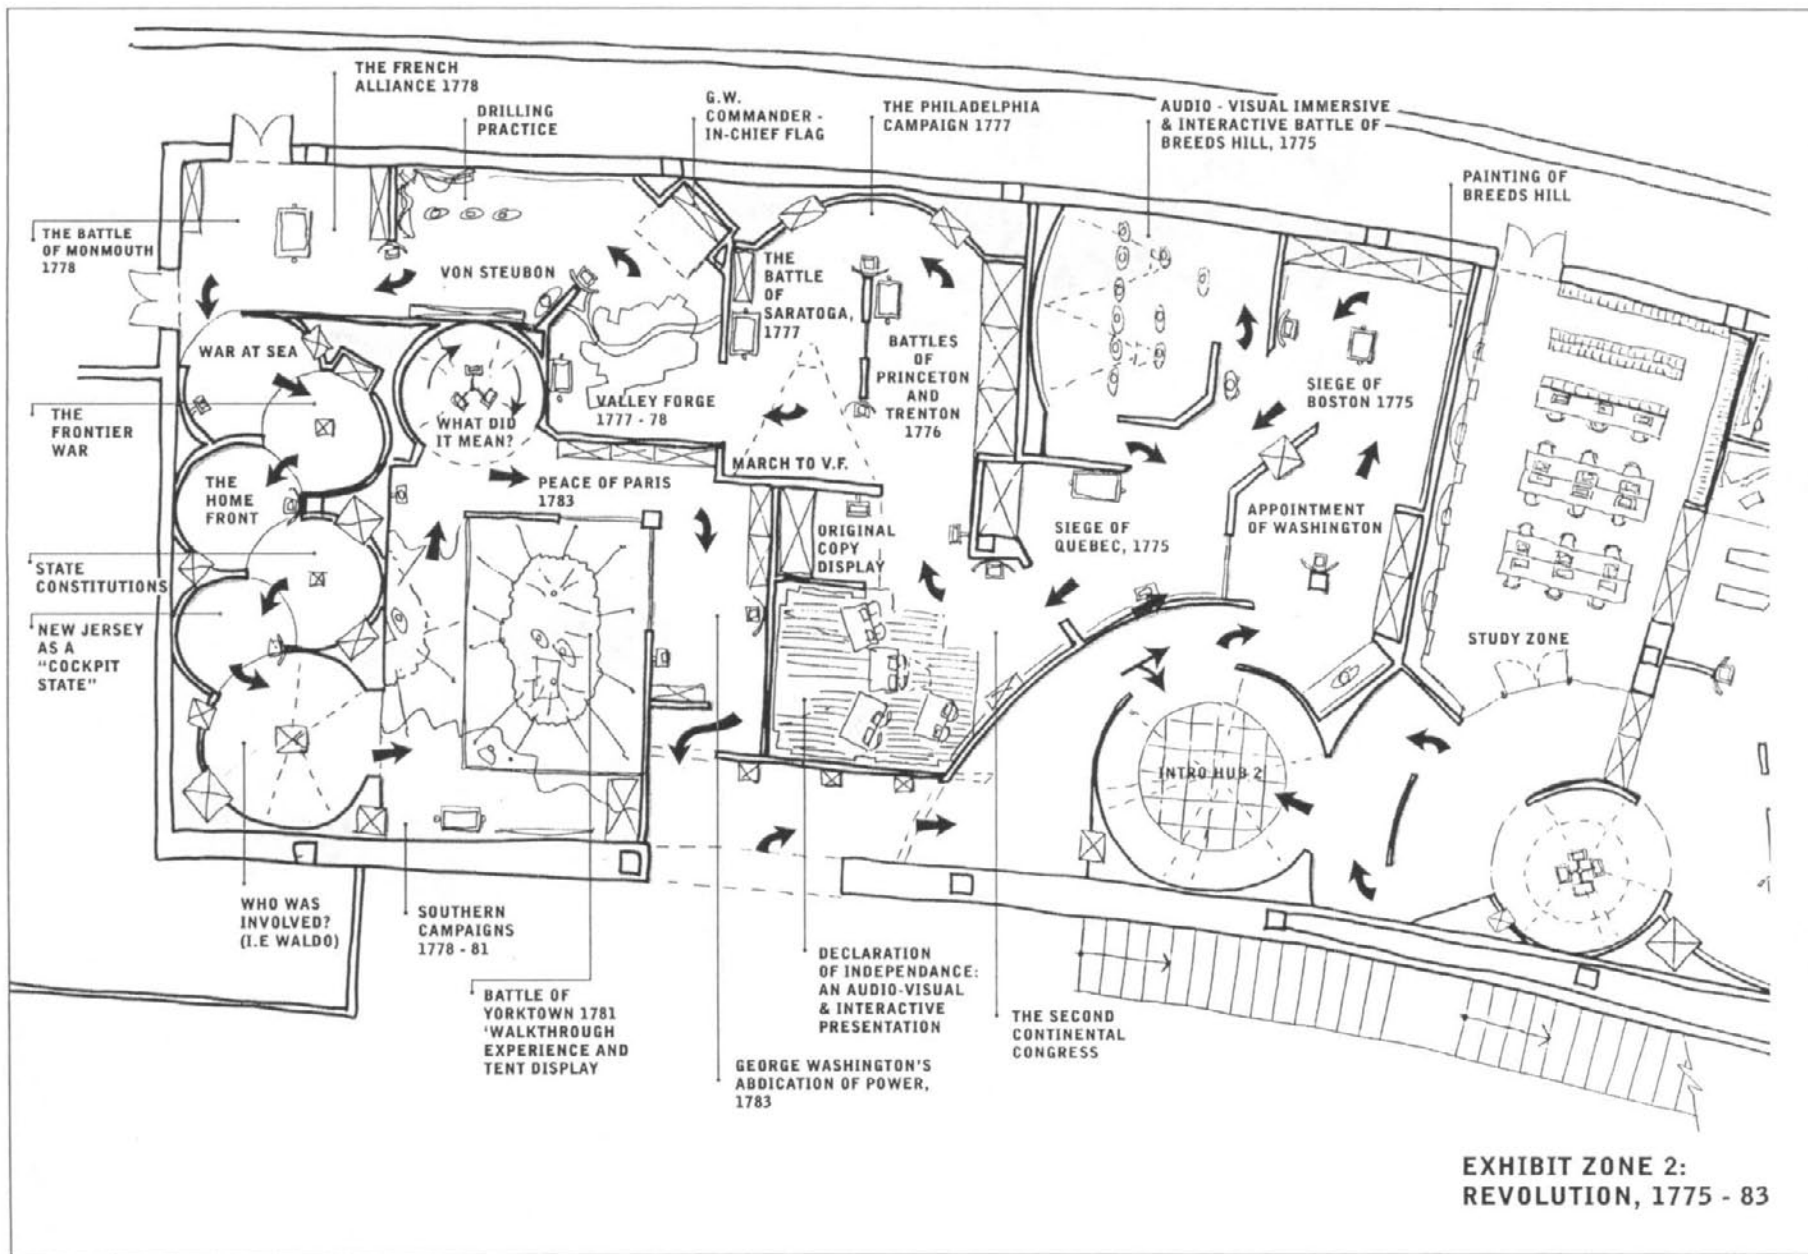 THE FRENCH
ALLIANCE 1778
DRILLING
PRACTICE
G.W.
COMMANDER -
IN-CHIEF FLAG
THE PHILADELPHIA
CAMPAIGN 1777
AUDIO - VISUAL IMMERSIVE
& INTERACTIVE BATTLE OF
BREEDS HILL, 1775
PAINTING OF
BREEDS HILL
THE BATTLE
OF MONMOUTH
1778
VON STEUBON
THE
BATTLE
OF
SARATOGA,
1777
BATTLES
OF
PRINCETON
AND
TRENTON
1776
SIEGE OF
BOSTON 1775
WAR AT SEA
THE
FRONTIER
WAR
WHAT DID
IT MEAN?
VALLEY FORGE
1777 - 78
MARCH TO V.F.
PEACE OF PARIS
1783
THE
HOME
FRONT
ORIGINAL
COPY
DISPLAY
SIEGE OF
QUEBEC, 1775
APPOINTMENT
OF WASHINGTON
STATE
CONSTITUTIONS
NEW JERSEY
AS A
"COCKPIT
STATE"
STUDY ZONE
INTRO HUB 2
WHO WAS
INVOLVED?
(I.E WALDO)
SOUTHERN
CAMPAIGNS
1778 - 81
BATTLE OF
YORKTOWN 1781
'WALKTHROUGH
EXPERIENCE AND
TENT DISPLAY
GEORGE WASHINGTON'S
ABDICATION OF POWER,
1783
DECLARATION
OF INDEPENDANCE:
AN AUDIO-VISUAL
& INTERACTIVE
PRESENTATION
THE SECOND
CONTINENTAL
CONGRESS
EXHIBIT ZONE 2:
REVOLUTION, 1775 - 83